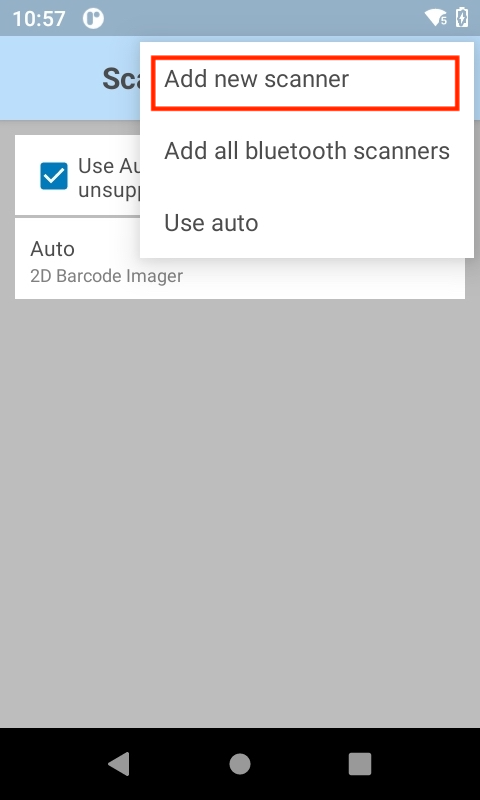 10:57
5
Sca
Add new scanner
Add all bluetooth scanners
Use auto
Use Au
unsupp
Auto
2D Barcode Imager